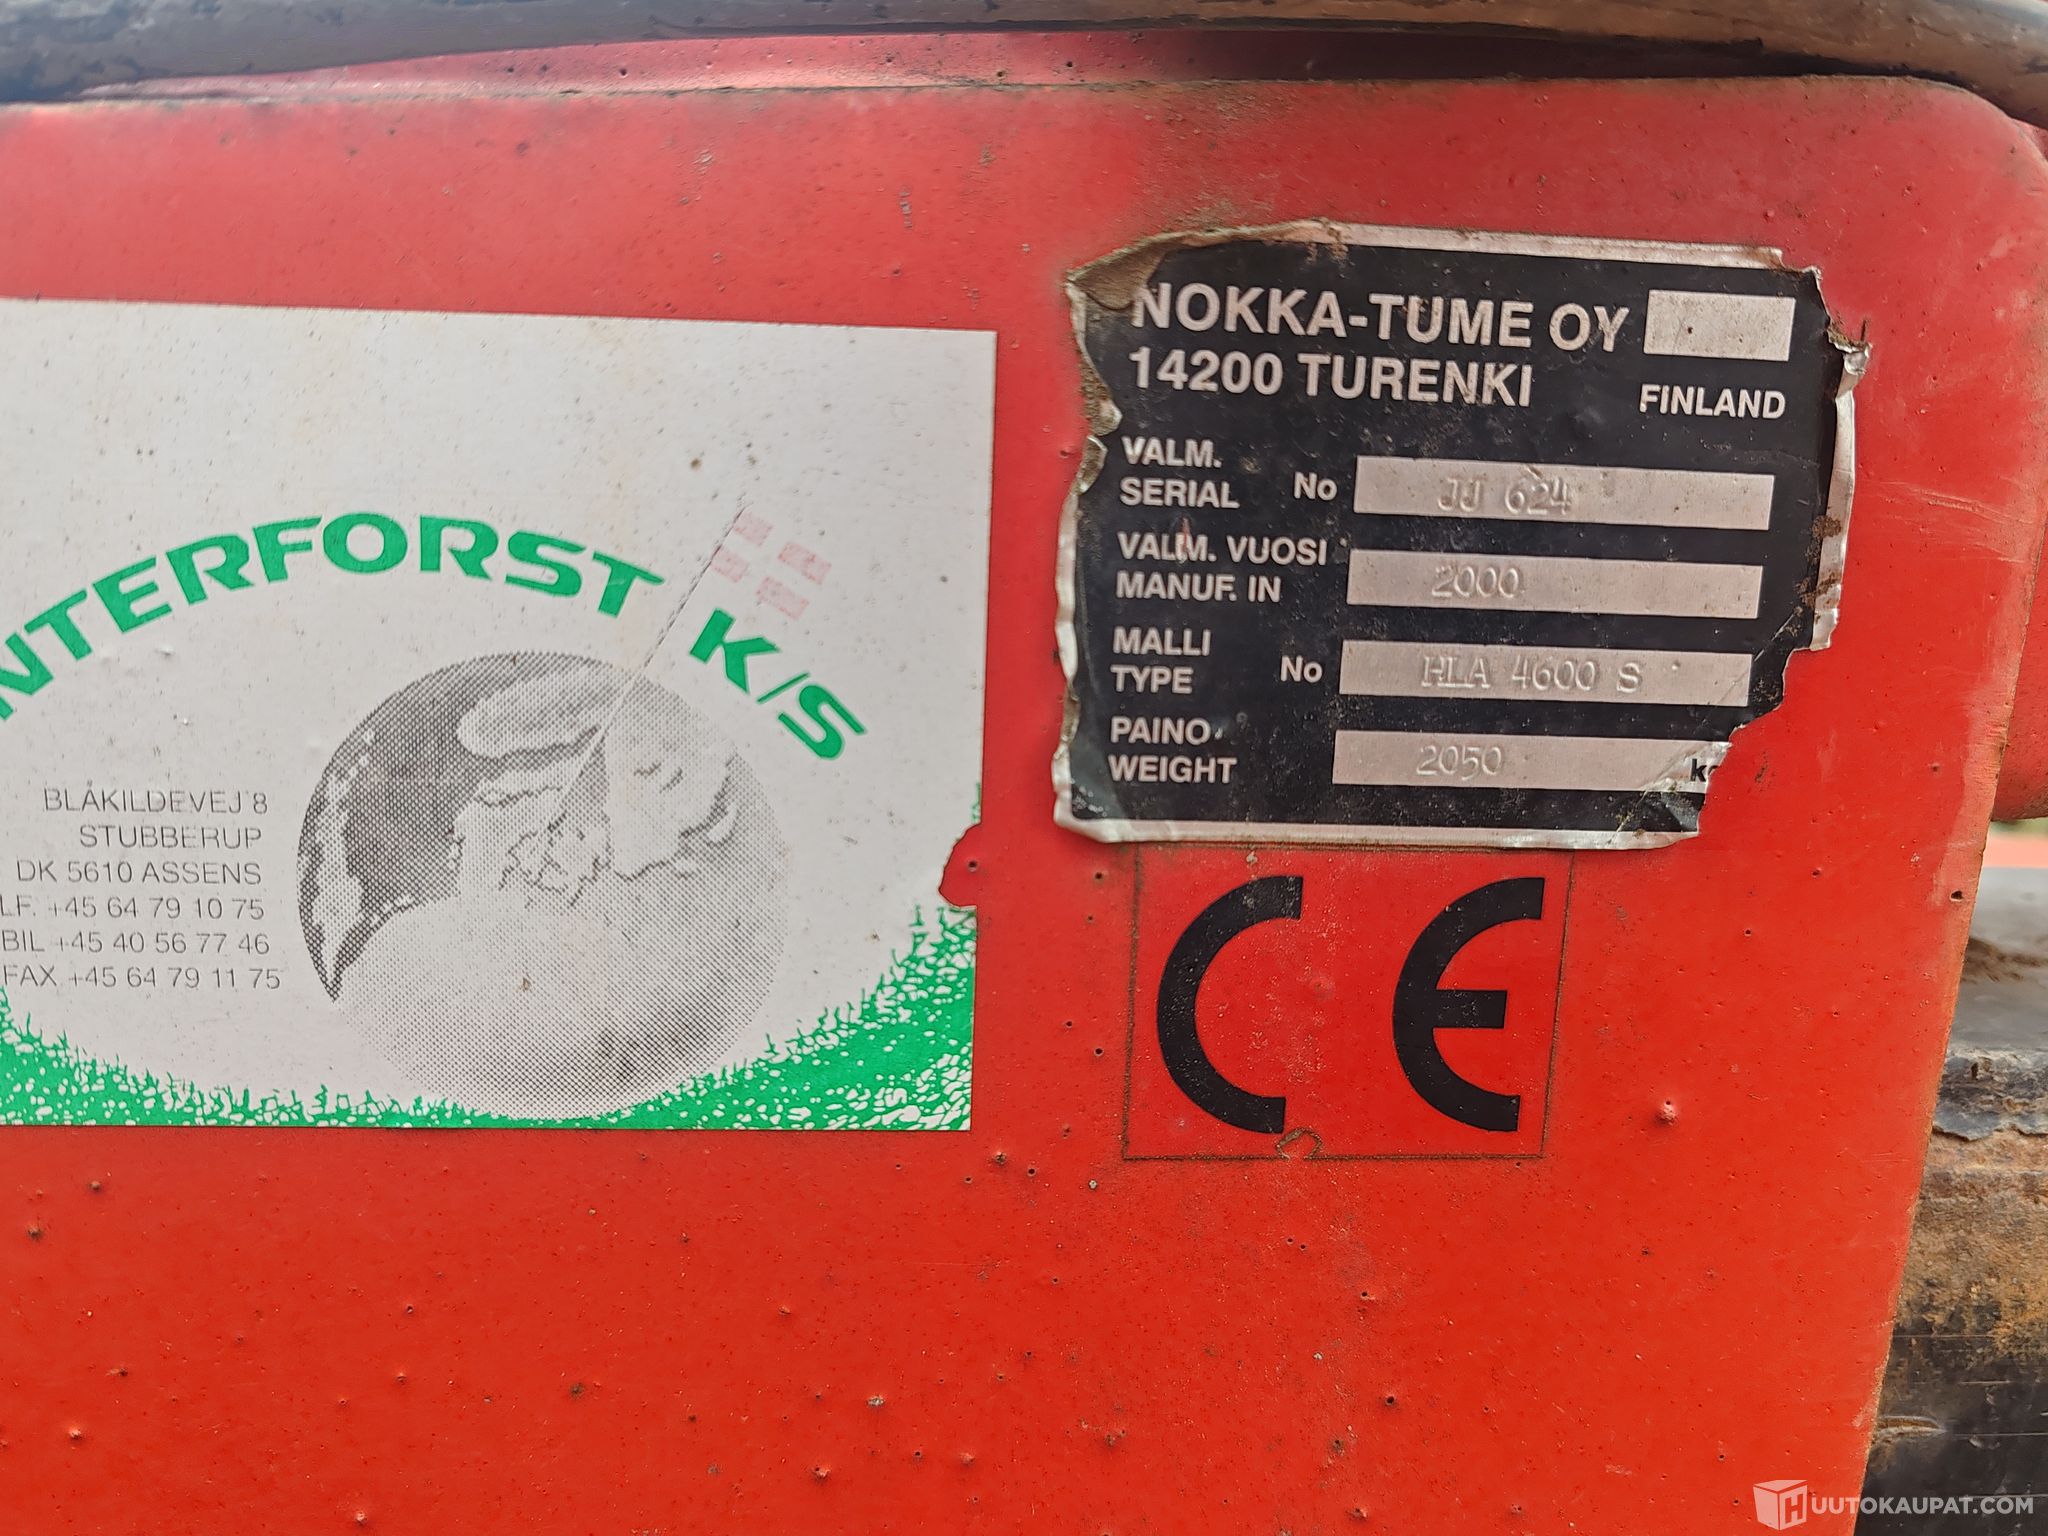 NTERFORST K/S
BLÅKILDEVEJ 8
STUBBERUP
DK 5610 ASSENS
LF. +45 64 79 10 75
BIL +45 40 56 77 46
FAX +45 64 79 11 75
NOKKA-TUME OY
14200 TURENKI
FINLAND
VALM.
SERIAL No JJ 624
VALM. VUOSI
MANUF. IN 2000
MALLI
TYPE No HLA 4600 S
PAINO
WEIGHT 2050 kg
CE
HUUTOKAUPAT.COM